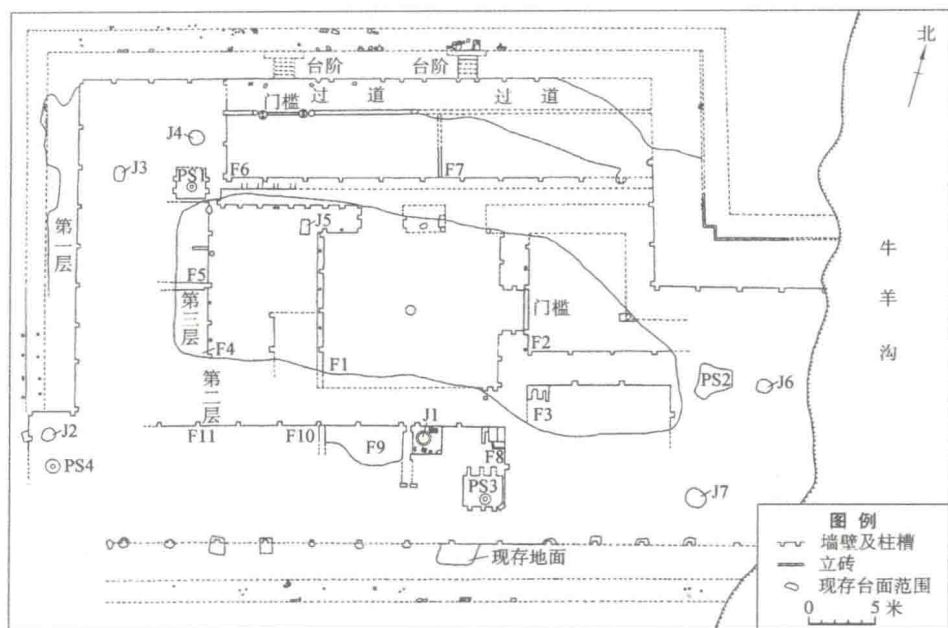 北
台阶
台阶
门槛
过道
过道
J4
J3
PS1
F6
F7
J5
第一层
F5
第三层
门槛
牛羊沟
F4
F1
F2
第二层
PS2
J6
F3
J1
J2
F11
F10
F9
F8
PS4
PS3
J7
现存地面
图例
墙壁及柱槽
立砖
现存台面范围
0 5米